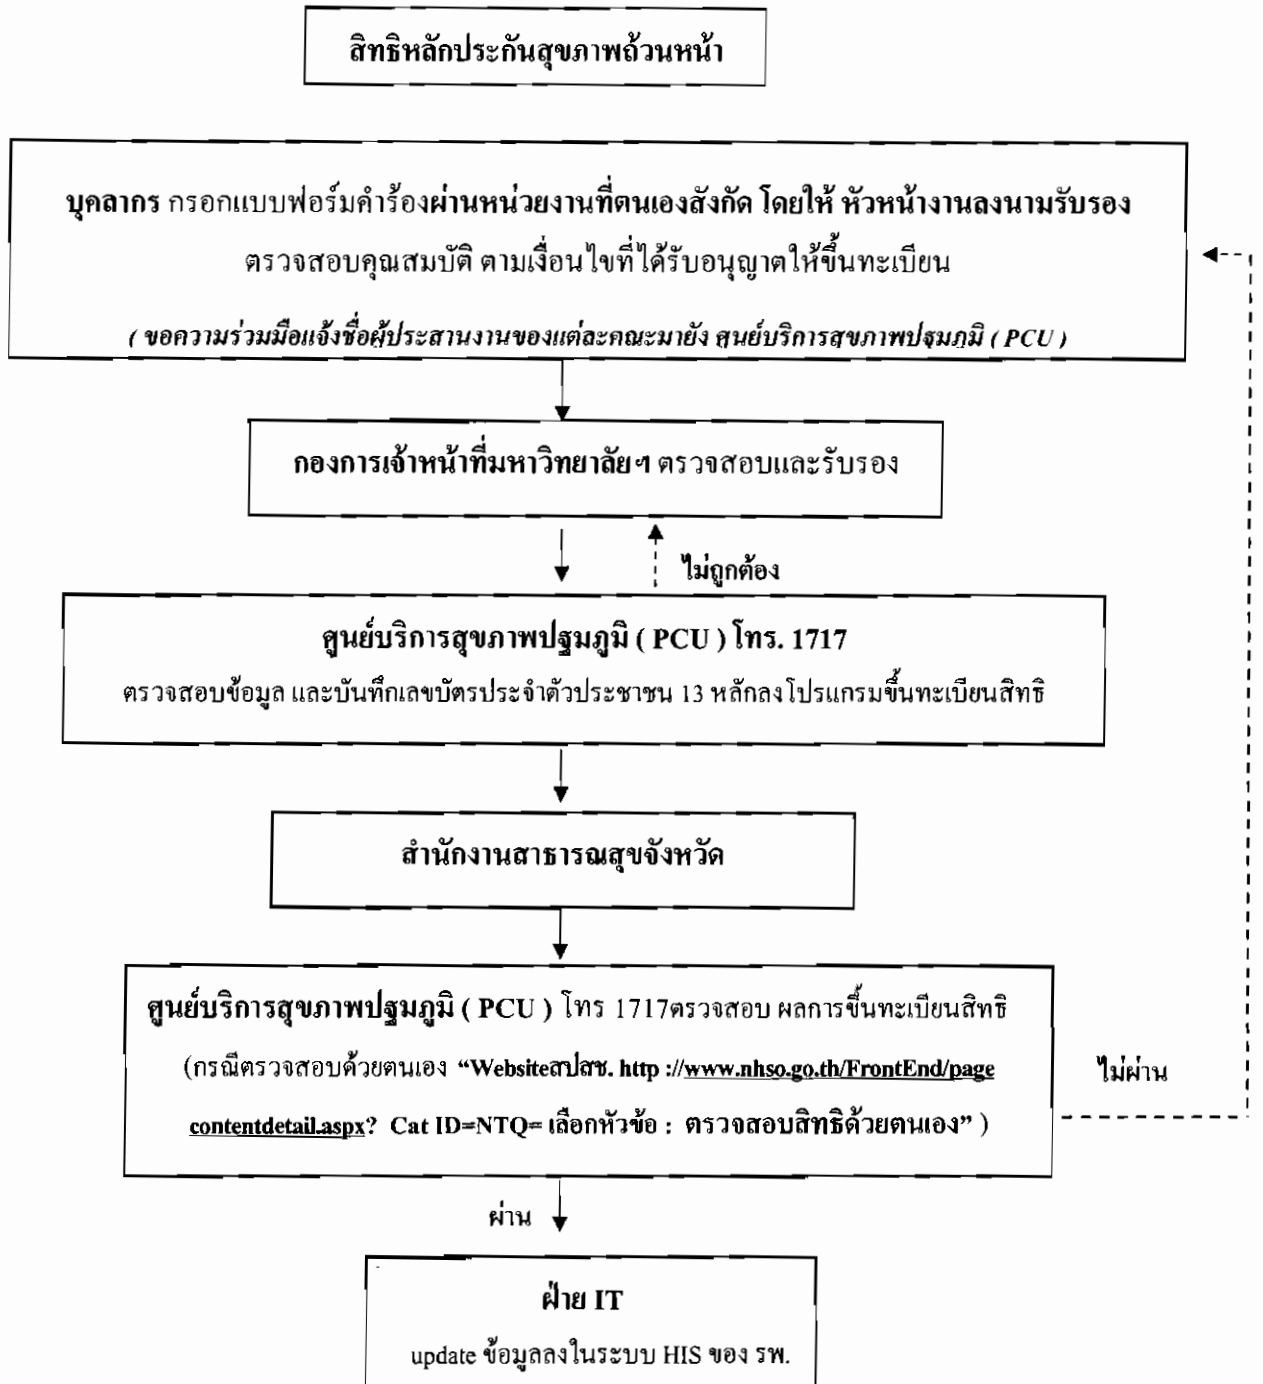 สิทธิหลักประกันสุขภาพถ้วนหน้า
บุคลากร กรอกแบบฟอร์มคำร้องผ่านหน่วยงานที่ตนเองสังกัด โดยให้ หัวหน้างานลงนามรับรอง
ตรวจสอบคุณสมบัติ ตามเงื่อนไขที่ได้รับอนุญาตให้ขึ้นทะเบียน
( ขอความร่วมมือแจ้งชื่อผู้ประสานงานของแต่ละคณะมายัง ศูนย์บริการสุขภาพปฐมภูมิ ( PCU )
กองการเจ้าหน้าที่มหาวิทยาลัยฯ ตรวจสอบและรับรอง
ไม่ถูกต้อง
ศูนย์บริการสุขภาพปฐมภูมิ ( PCU ) โทร. 1717
ตรวจสอบข้อมูล และบันทึกเลขบัตรประจำตัวประชาชน 13 หลักลงโปรแกรมขึ้นทะเบียนสิทธิ
สำนักงานสาธารณสุขจังหวัด
ศูนย์บริการสุขภาพปฐมภูมิ ( PCU ) โทร 1717ตรวจสอบ ผลการขึ้นทะเบียนสิทธิ
(กรณีตรวจสอบด้วยตนเอง “Websiteสปสช. http ://www.nhso.go.th/FrontEnd/page
contentdetail.aspx? Cat ID=NTQ= เลือกหัวข้อ : ตรวจสอบสิทธิด้วยตนเอง” )
ไม่ผ่าน
ผ่าน
ฝ่าย IT
update ข้อมูลลงในระบบ HIS ของ รพ.